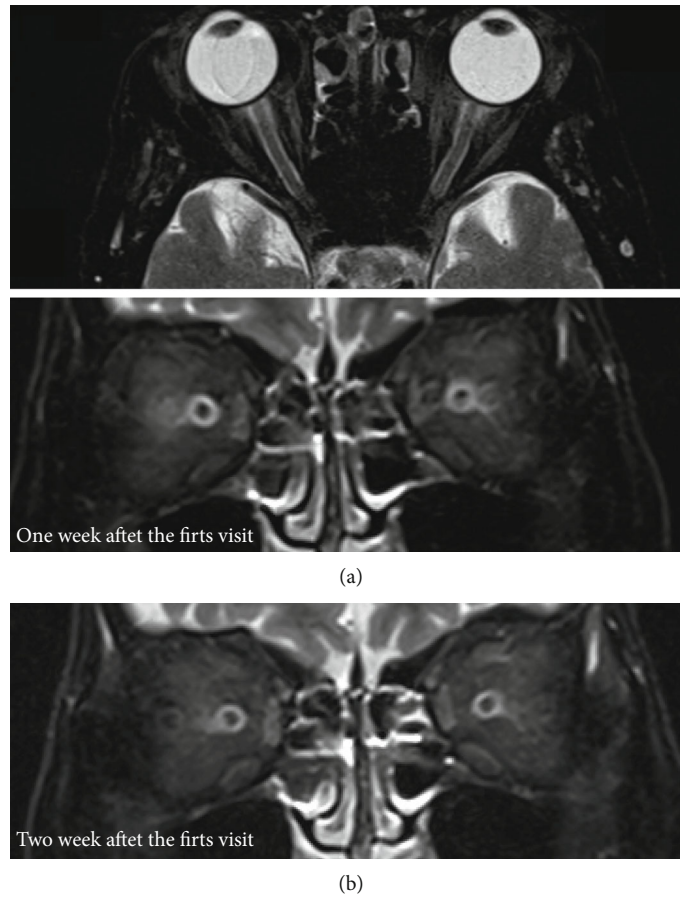 One week aftet the firts visit
(a)
Two week aftet the firts visit
(b)